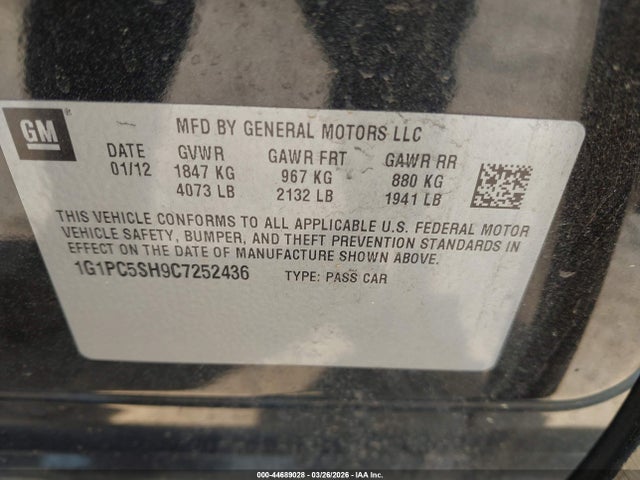 GM
MFD BY GENERAL MOTORS LLC
DATE GVWR GAWR FRT GAWR RR
01/12 1847 KG 967 KG 880 KG
4073 LB 2132 LB 1941 LB
THIS VEHICLE CONFORMS TO ALL APPLICABLE U.S. FEDERAL MOTOR
VEHICLE SAFETY, BUMPER, AND THEFT PREVENTION STANDARDS IN
EFFECT ON THE DATE OF MANUFACTURE SHOWN ABOVE.
1G1PC5SH9C7252436 TYPE: PASS CAR
000-44689028 - 03/26/2026 - IAA Inc.